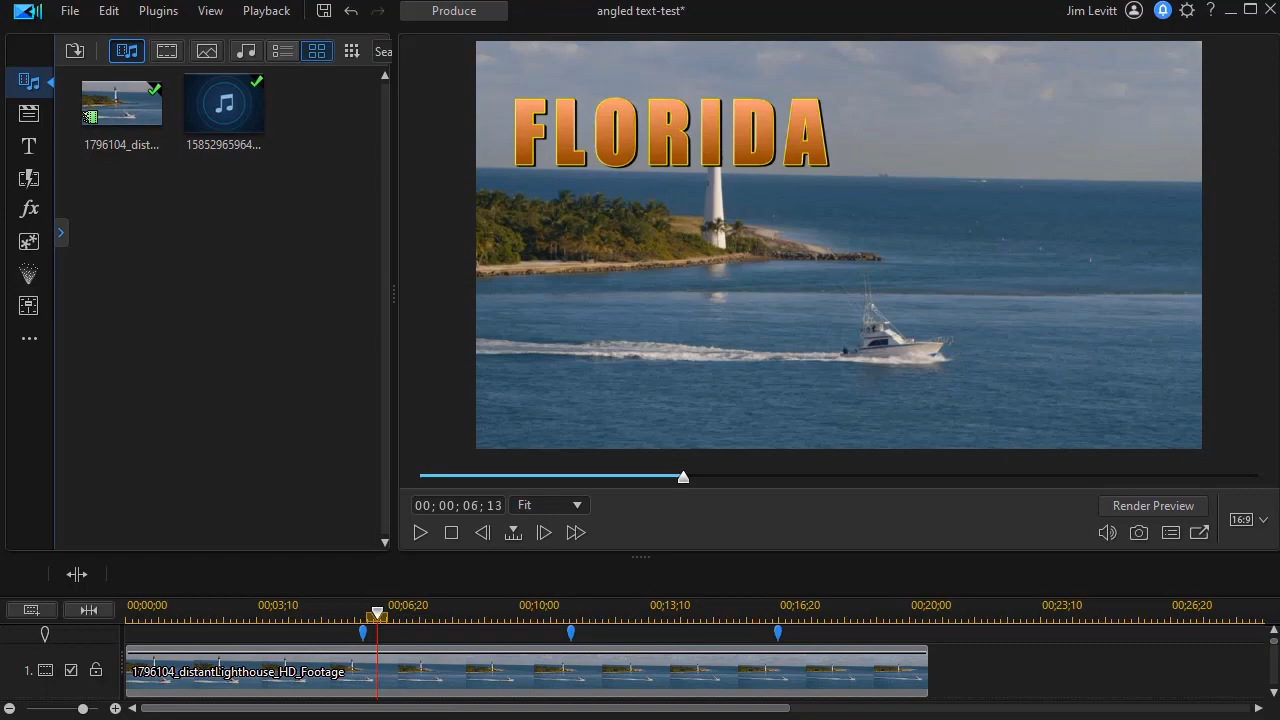 File Edit Plugins View Playback Produce angled text-test* Jim Levitt ?
Sea
1796104_dist... 15852965964...
T
fx
FLORIDA
00; 00; 06; 13 Fit Render Preview 16:9
00;00;00 00;03;10 00;06;20 00;10;00 00;13;10 00;16;20 00;20;00 00;23;10 00;26;20
1. 1796104_distantLighthouse_HD_Footage